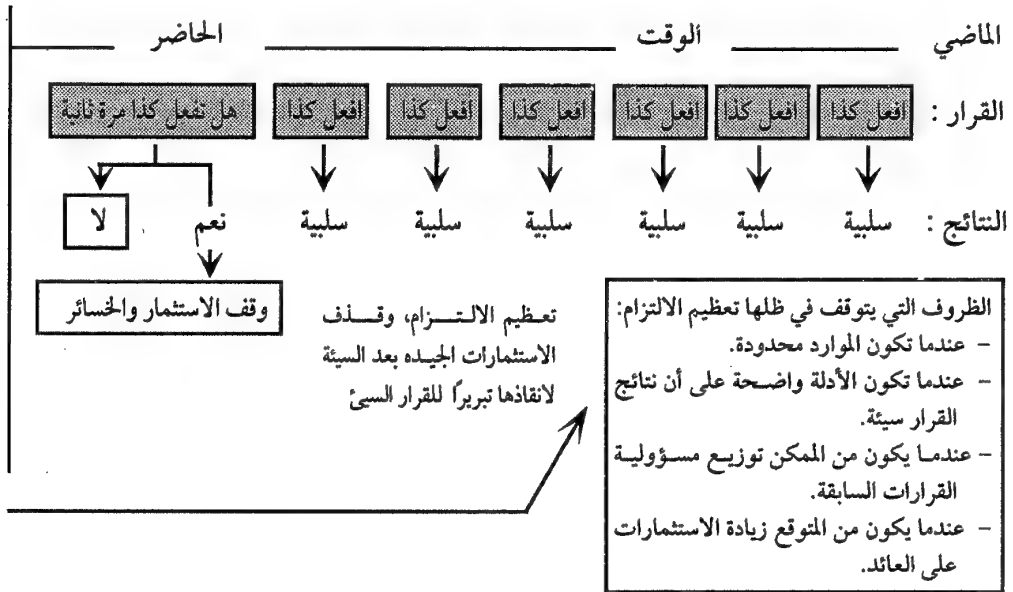 الماضي الوقت الحاضر
القرار : افعل كذا افعل كذا افعل كذا افعل كذا افعل كذا افعل كذا هل تفعل كذا مرة ثانية
النتائج : سلبية سلبية سلبية سلبية سلبية سلبية نعم لا
وقف الاستثمار والخسائر
تعظيم الالتزام، وقذف
الاستثمارات الجيده بعد السيئة
لانقاذها تبريرًا للقرار السيئ
الظروف التي يتوقف في ظلها تعظيم الالتزام:
- عندما تكون الموارد محدودة.
- عندما تكون الأدلة واضحة على أن نتائج
القرار سيئة.
- عندما يكون من الممكن توزيع مسؤولية
القرارات السابقة.
- عندما يكون من المتوقع زيادة الاستثمارات
على العائد.